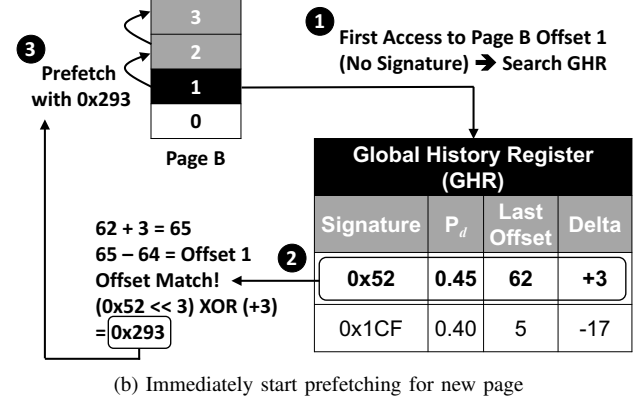 3
2
1
0
Page B
3
Prefetch
with 0x293
1
First Access to Page B Offset 1
(No Signature) ➔ Search GHR
Global History Register
(GHR)
Signature P_d Last Offset Delta
0x52 0.45 62 +3
0x1CF 0.40 5 -17
2
62 + 3 = 65
65 – 64 = Offset 1
Offset Match!
(0x52 << 3) XOR (+3)
= 0x293
(b) Immediately start prefetching for new page